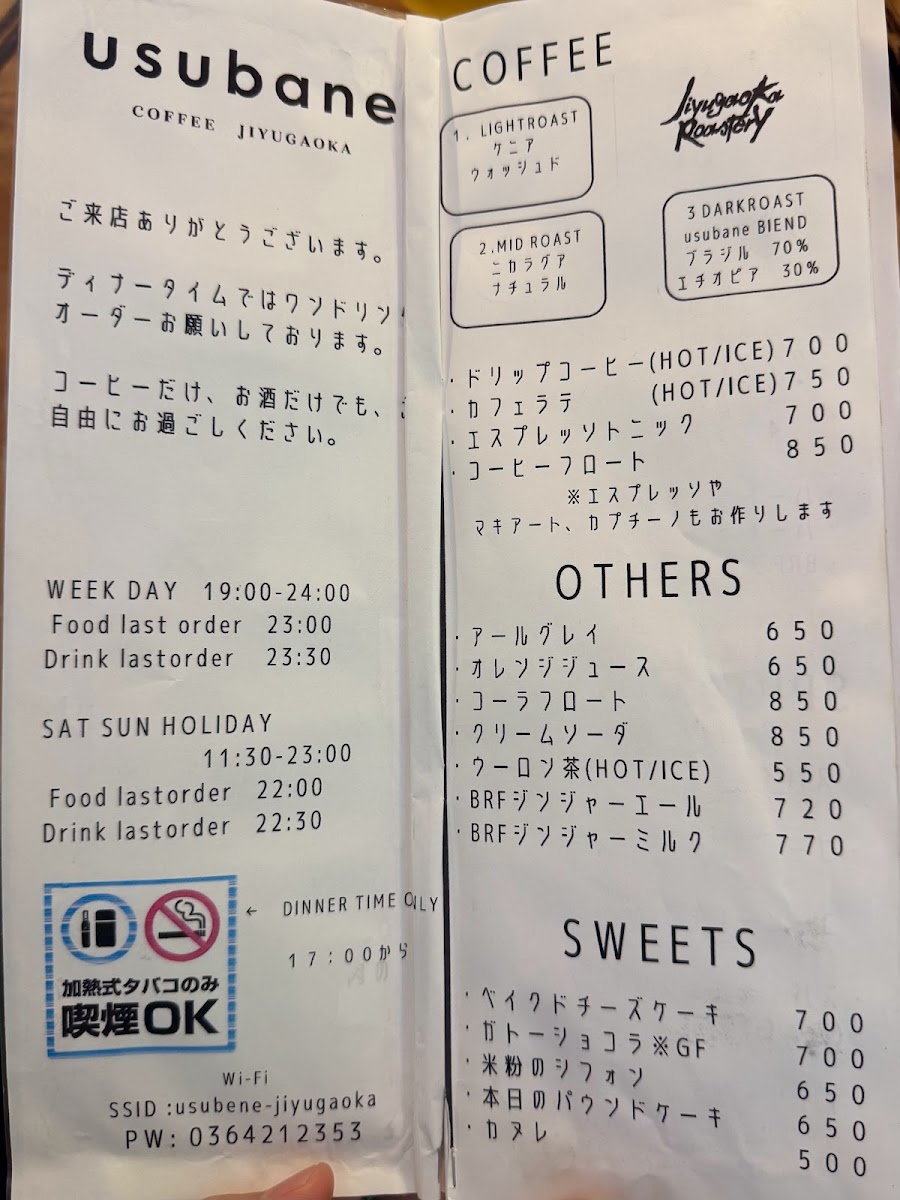 usubane
COFFEE JIYUGAOKA
ご来店ありがとうございます。
ディナータイムではワンドリン
オーダーお願いしております。
コーヒーだけ、お酒だけでも、
自由にお過ごしください。
WEEK DAY 19:00-24:00
Food last order 23:00
Drink lastorder 23:30
SAT SUN HOLIDAY
11:30-23:00
Food lastorder 22:00
Drink lastorder 22:30
加熱式タバコのみ
喫煙OK
← DINNER TIME ONLY
17:00から
Wi-Fi
SSID :usubene-jiyugaoka
PW: 0364212353
COFFEE
Jiyugaoka
Roastery
1. LIGHTROAST
ケニア
ウォッシュド
2.MID ROAST
ニカラグア
ナチュラル
3 DARKROAST
usubane BIEND
ブラジル 70%
エチオピア 30%
・ドリップコーヒー(HOT/ICE) 700
・カフェラテ (HOT/ICE) 750
・エスプレッソトニック 700
・コーヒーフロート 850
※エスプレッソや
マキアート、カプチーノもお作りします
OTHERS
・アールグレイ 650
・オレンジジュース 650
・コーラフロート 850
・クリームソーダ 850
・ウーロン茶(HOT/ICE) 550
・BRFジンジャーエール 720
・BRFジンジャーミルク 770
SWEETS
・ベイクドチーズケーキ 700
・ガトーショコラ※GF 700
・米粉のシフォン 650
・本日のパウンドケーキ 650
・カヌレ 500